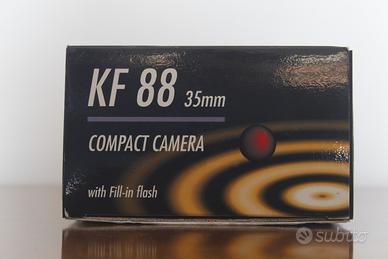 KF 88 35mm
COMPACT CAMERA
with Fill-in flash
subito